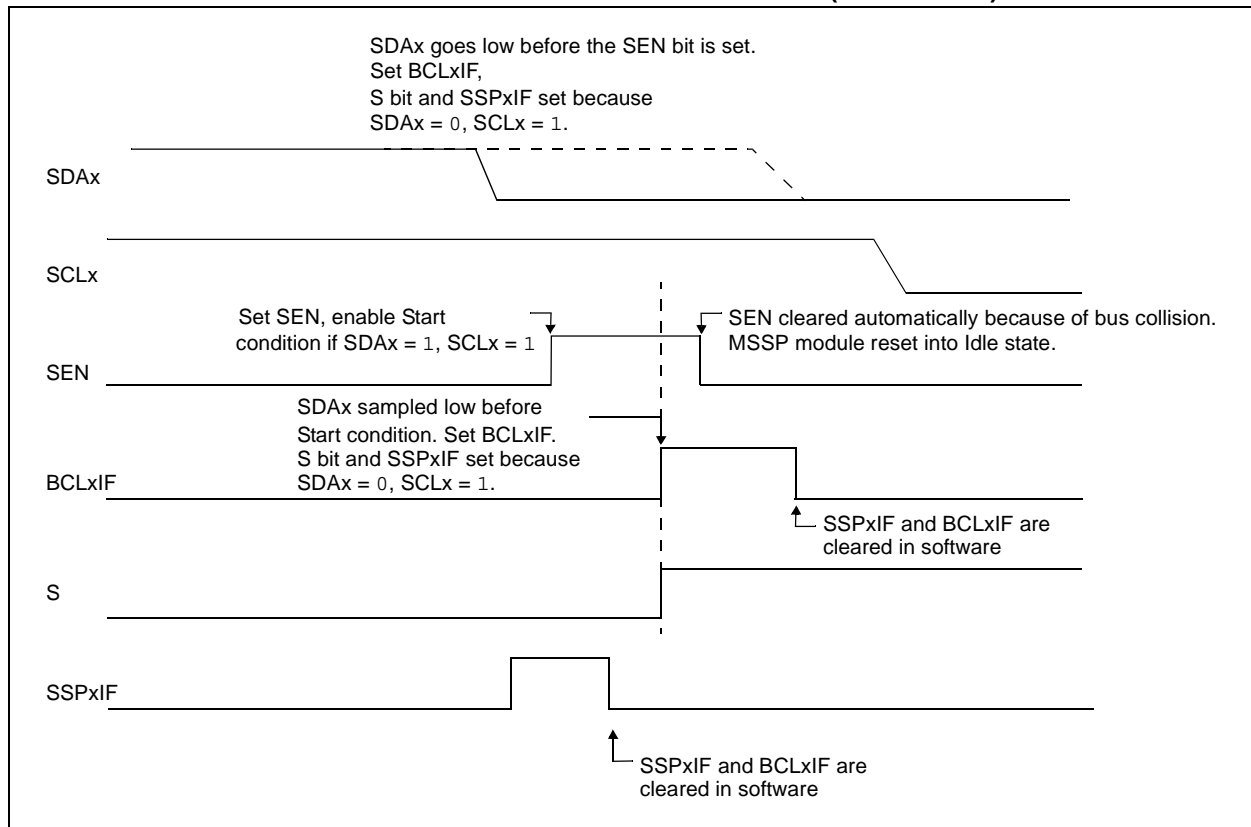 SDAx goes low before the SEN bit is set.
Set BCLxIF,
S bit and SSPxIF set because
SDAx = 0, SCLx = 1.
SDAx
SCLx
Set SEN, enable Start
condition if SDAx = 1, SCLx = 1
SEN cleared automatically because of bus collision.
MSSP module reset into Idle state.
SEN
SDAx sampled low before
Start condition. Set BCLxIF.
S bit and SSPxIF set because
SDAx = 0, SCLx = 1.
BCLxIF
SSPxIF and BCLxIF are
cleared in software
S
SSPxIF
SSPxIF and BCLxIF are
cleared in software